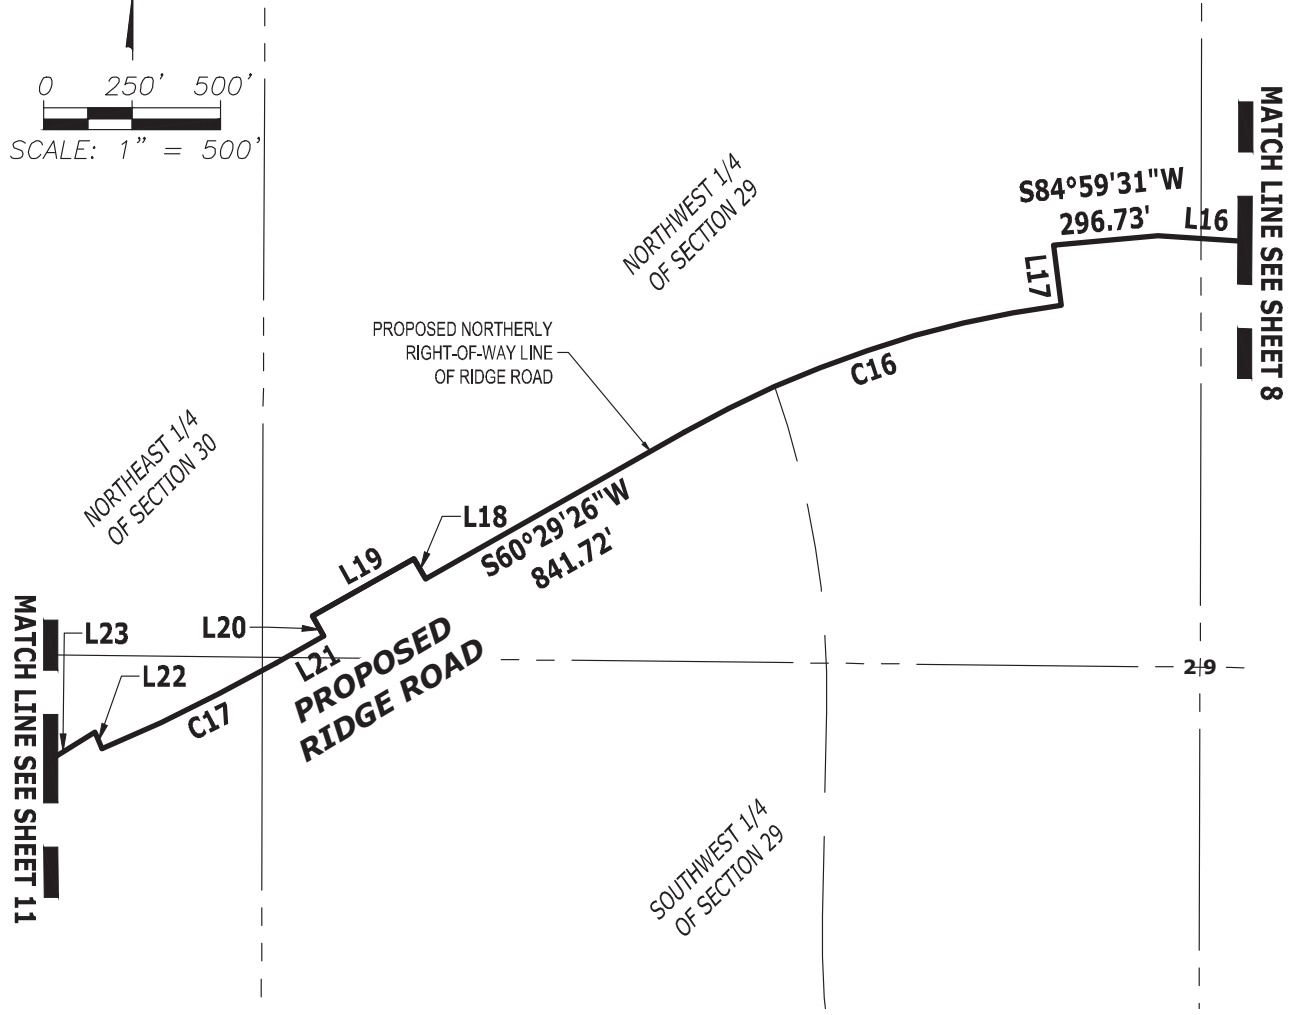 0 250' 500'
SCALE: 1" = 500'
MATCH LINE SEE SHEET 8
NORTHWEST 1/4
OF SECTION 29
S84°59'31"W
296.73'
L16
L17
PROPOSED NORTHERLY
RIGHT-OF-WAY LINE
OF RIDGE ROAD
C16
NORTHEAST 1/4
OF SECTION 30
L18
S60°29'26"W
841.72'
L19
L20
L21
PROPOSED
RIDGE ROAD
L23
L22
C17
29
MATCH LINE SEE SHEET 11
SOUTHWEST 1/4
OF SECTION 29